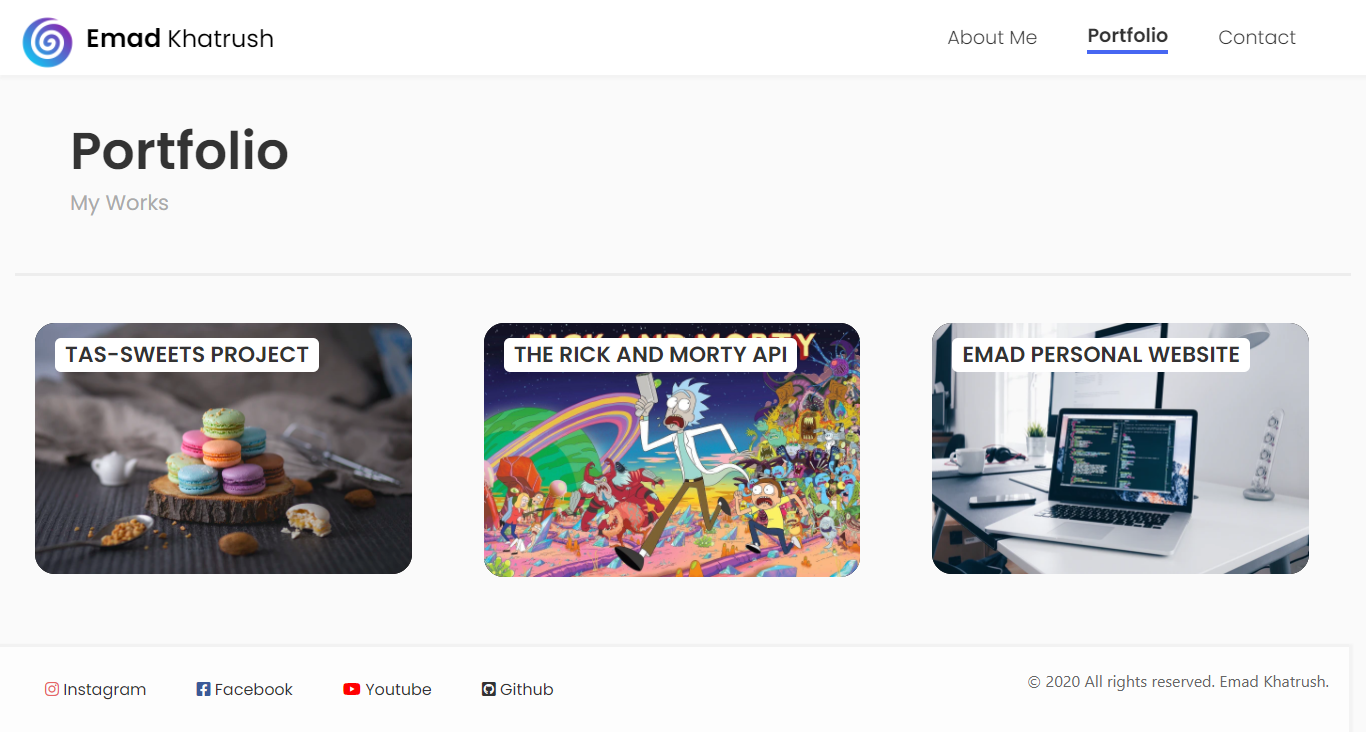 Emad Khatrush
About Me Portfolio Contact
Portfolio
My Works
TAS-SWEETS PROJECT
THE RICK AND MORTY API
EMAD PERSONAL WEBSITE
Instagram Facebook Youtube Github
© 2020 All rights reserved. Emad Khatrush.